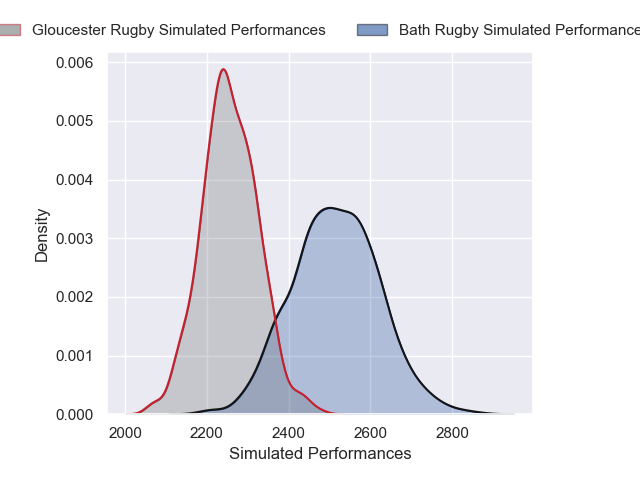 Gloucester Rugby Simulated Performances Bath Rugby Simulated Performance
0.006
0.005
0.004
0.003
0.002
0.001
0.000
Density
2000 2200 2400 2600 2800
Simulated Performances